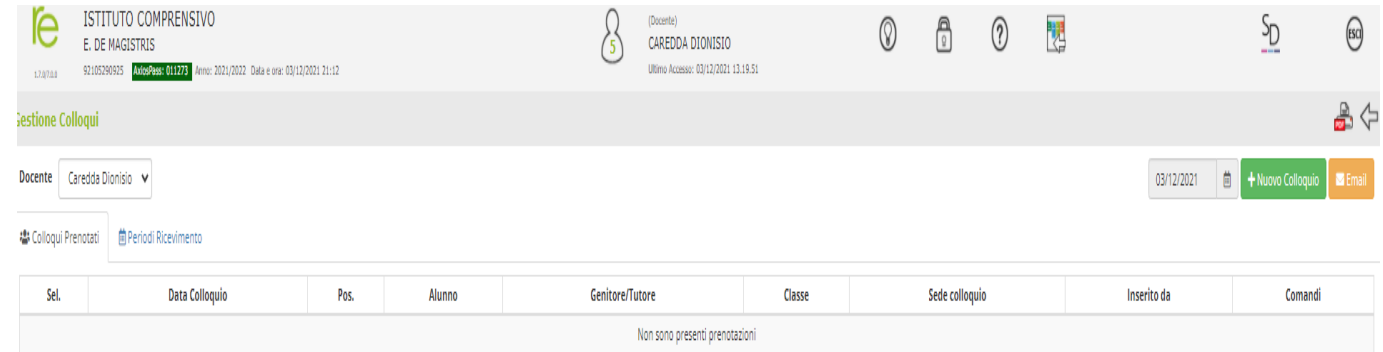 re
ISTITUTO COMPRENSIVO
E. DE MAGISTRIS
1.7.0/7.0.8
92105290925 AxiosPass: 011273 Anno: 2021/2022 Data e ora: 03/12/2021 21:12
5
(Docente)
CAREDDA DIONISIO
Ultimo Accesso: 03/12/2021 13.19.51
?
SD
ESCI
Gestione Colloqui
PDF
Docente Caredda Dionisio
03/12/2021
Nuovo Colloquio
Email
Colloqui Prenotati
Periodi Ricevimento
Sel. Data Colloquio Pos. Alunno Genitore/Tutore Classe Sede colloquio Inserito da Comandi
Non sono presenti prenotazioni